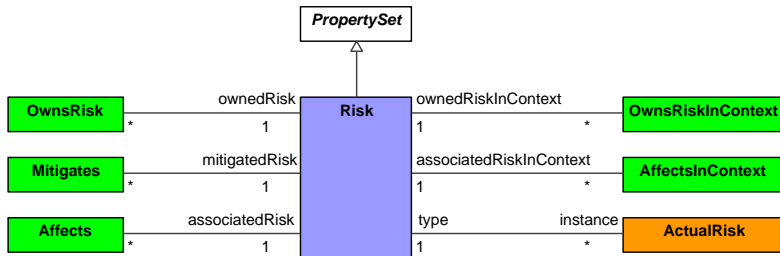 PropertySet
ownedRisk Risk ownedRiskInContext
OwnsRisk OwnsRiskInContext
* 1 1 *
mitigatedRisk associatedRiskInContext
Mitigates AffectsInContext
* 1 1 *
associatedRisk type instance
Affects ActualRisk
* 1 1 *